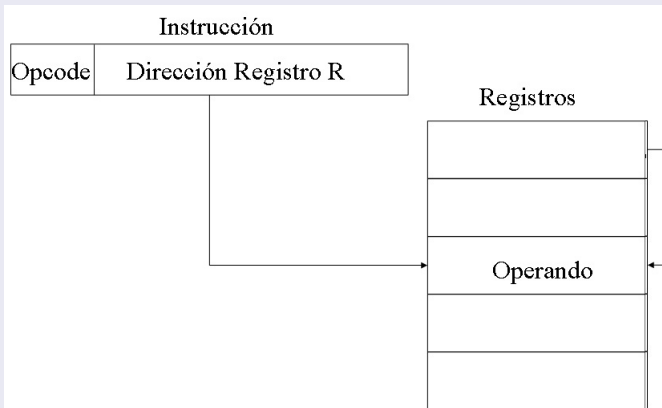 Instrucción
Opcode Dirección Registro R
Registros
Operando